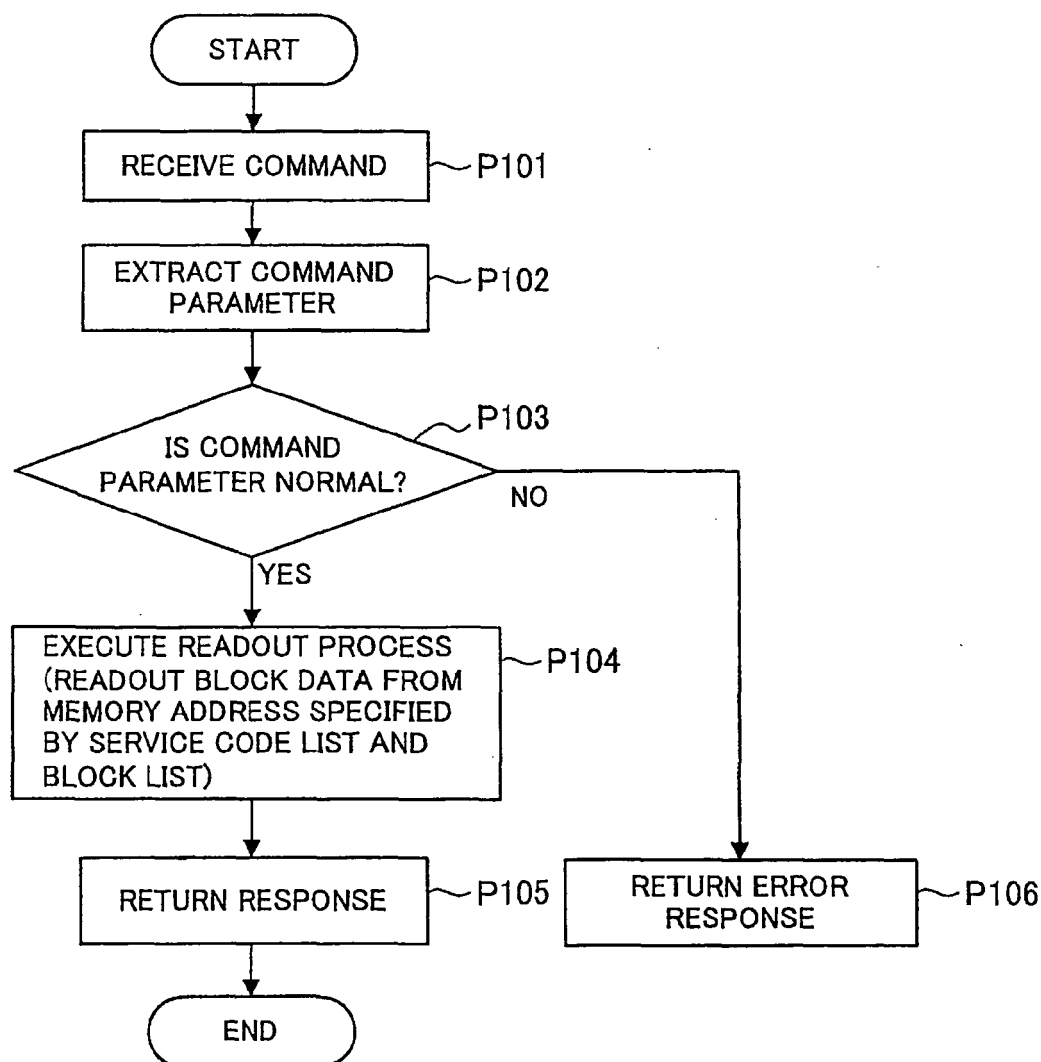 START
RECEIVE COMMAND
P101
EXTRACT COMMAND
PARAMETER
P102
P103
IS COMMAND
PARAMETER NORMAL?
NO
YES
EXECUTE READOUT PROCESS
(READOUT BLOCK DATA FROM
MEMORY ADDRESS SPECIFIED
BY SERVICE CODE LIST AND
BLOCK LIST)
P104
RETURN RESPONSE
P105
RETURN ERROR
RESPONSE
P106
END